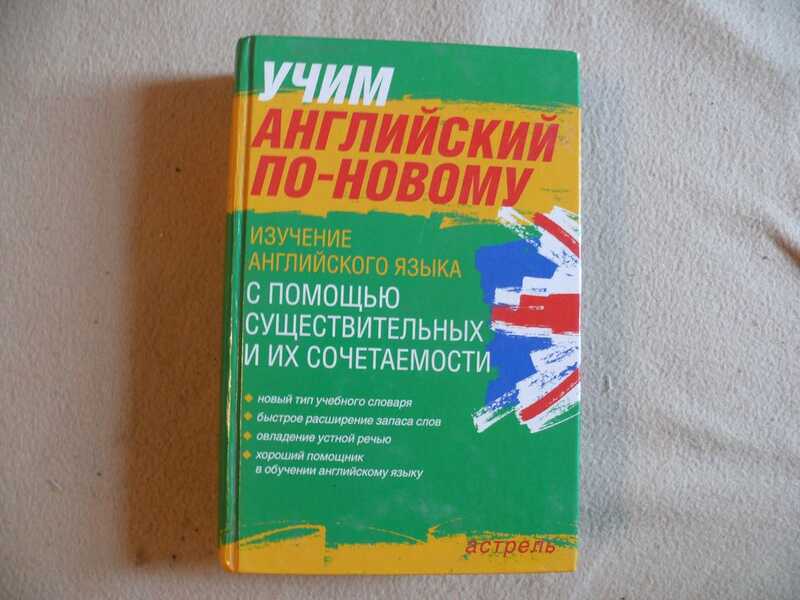 УЧИМ
АНГЛИЙСКИЙ
ПО-НОВОМУ
ИЗУЧЕНИЕ
АНГЛИЙСКОГО ЯЗЫКА
С ПОМОЩЬЮ
СУЩЕСТВИТЕЛЬНЫХ
И ИХ СОЧЕТАЕМОСТИ
новый тип учебного словаря
быстрое расширение запаса слов
овладение устной речью
хороший помощник
в обучении английскому языку
астрель